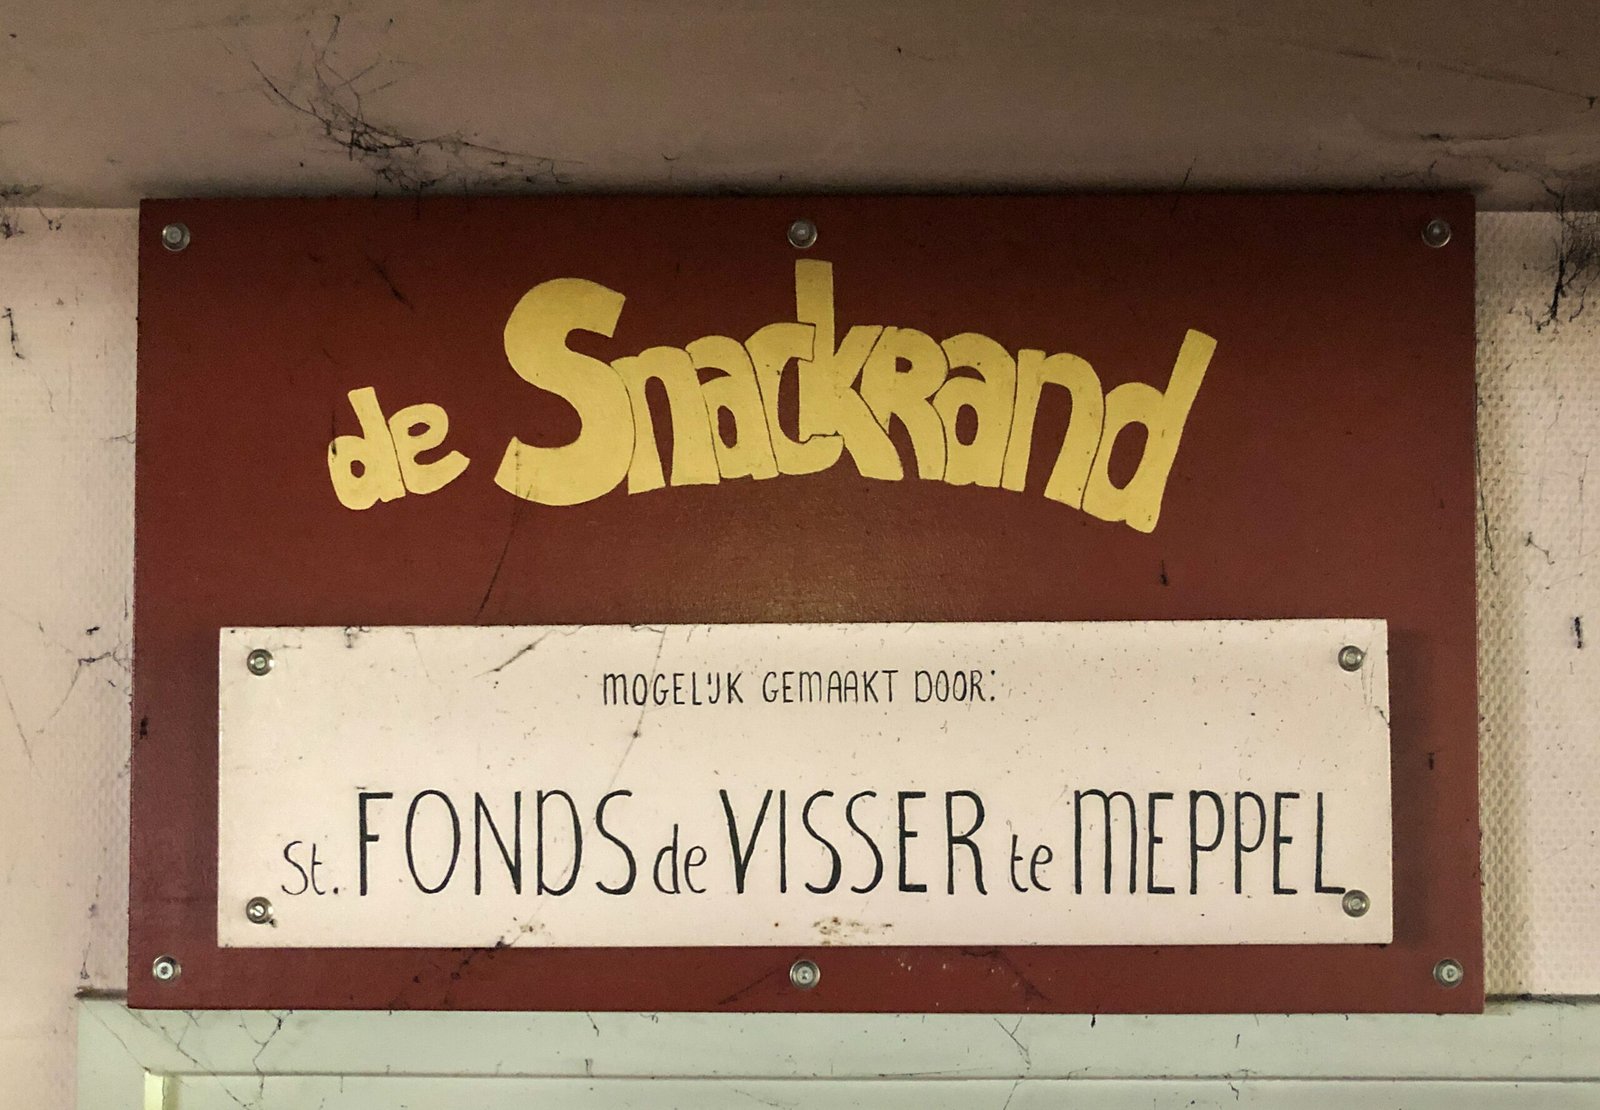 de Snackrand
MOGELIJK GEMAAKT DOOR:
St. FONDS de VISSER te MEPPEL